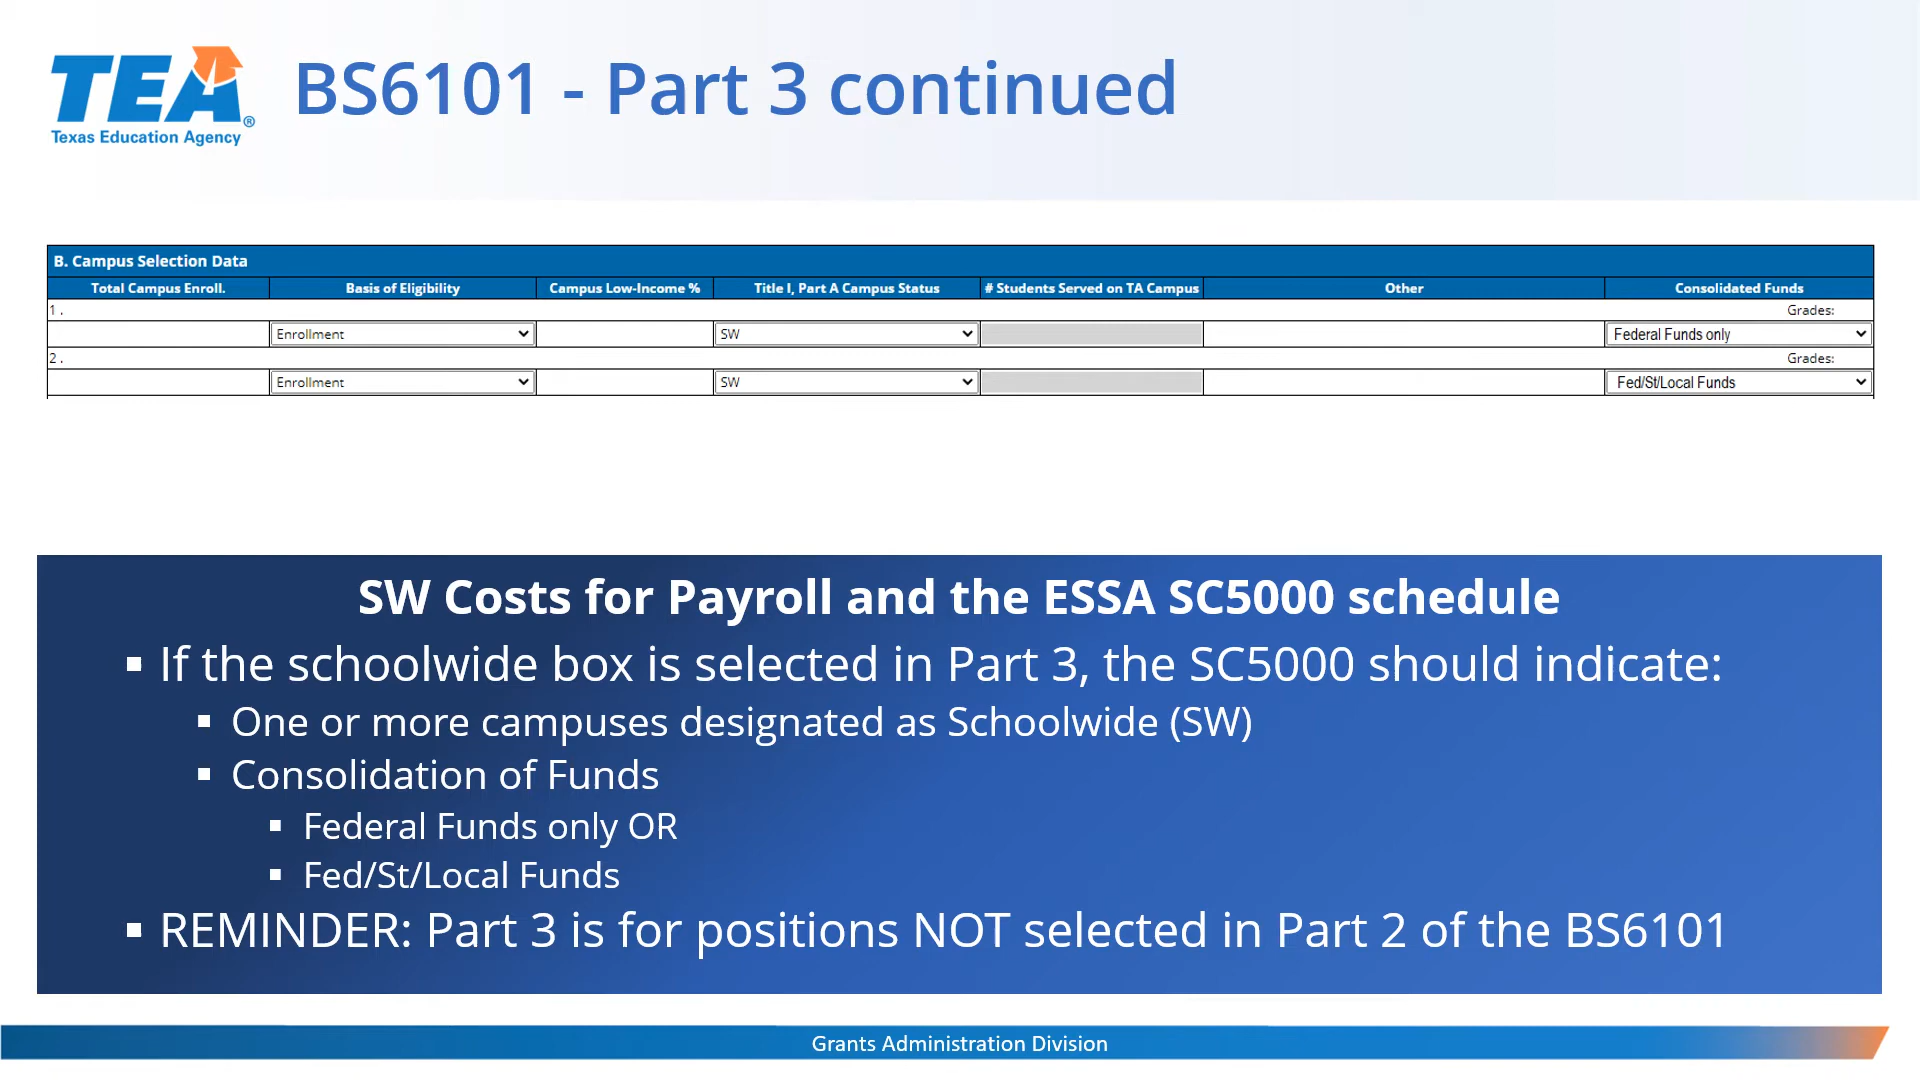 TEA®
Texas Education Agency
BS6101 - Part 3 continued
B. Campus Selection Data
Total Campus Enroll. Basis of Eligibility Campus Low-Income % Title I, Part A Campus Status # Students Served on TA Campus Other Consolidated Funds
1 . Grades:
Enrollment SW Federal Funds only
2 . Grades:
Enrollment SW Fed/St/Local Funds
SW Costs for Payroll and the ESSA SC5000 schedule
▪ If the schoolwide box is selected in Part 3, the SC5000 should indicate:
▪ One or more campuses designated as Schoolwide (SW)
▪ Consolidation of Funds
▪ Federal Funds only OR
▪ Fed/St/Local Funds
▪ REMINDER: Part 3 is for positions NOT selected in Part 2 of the BS6101
Grants Administration Division